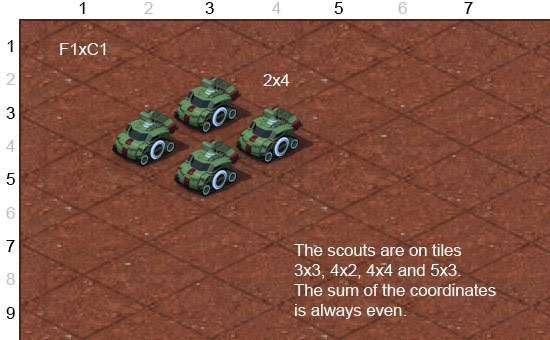 1 2 3 4 5 6 7
1
F1xC1
2
2x4
3
4
5
6
7
The scouts are on tiles
3x3, 4x2, 4x4 and 5x3.
8
The sum of the coordinates
is always even.
9